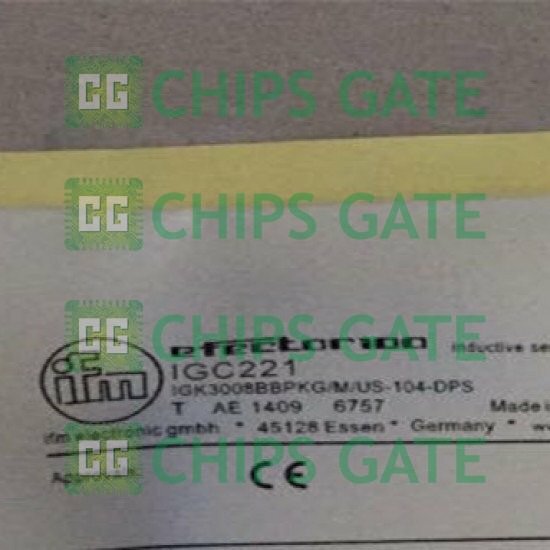 CG CHIPS GATE
CG CHIPS GATE
CG CHIPS GATE
efector100 inductive se
ifm IGC221
IGK3008BBPKG/M/US-104-DPS
T AE 1409 6757 Made in
ifm electronic gmbh * 45128 Essen * Germany * w
CG CHIPS GATE
CE